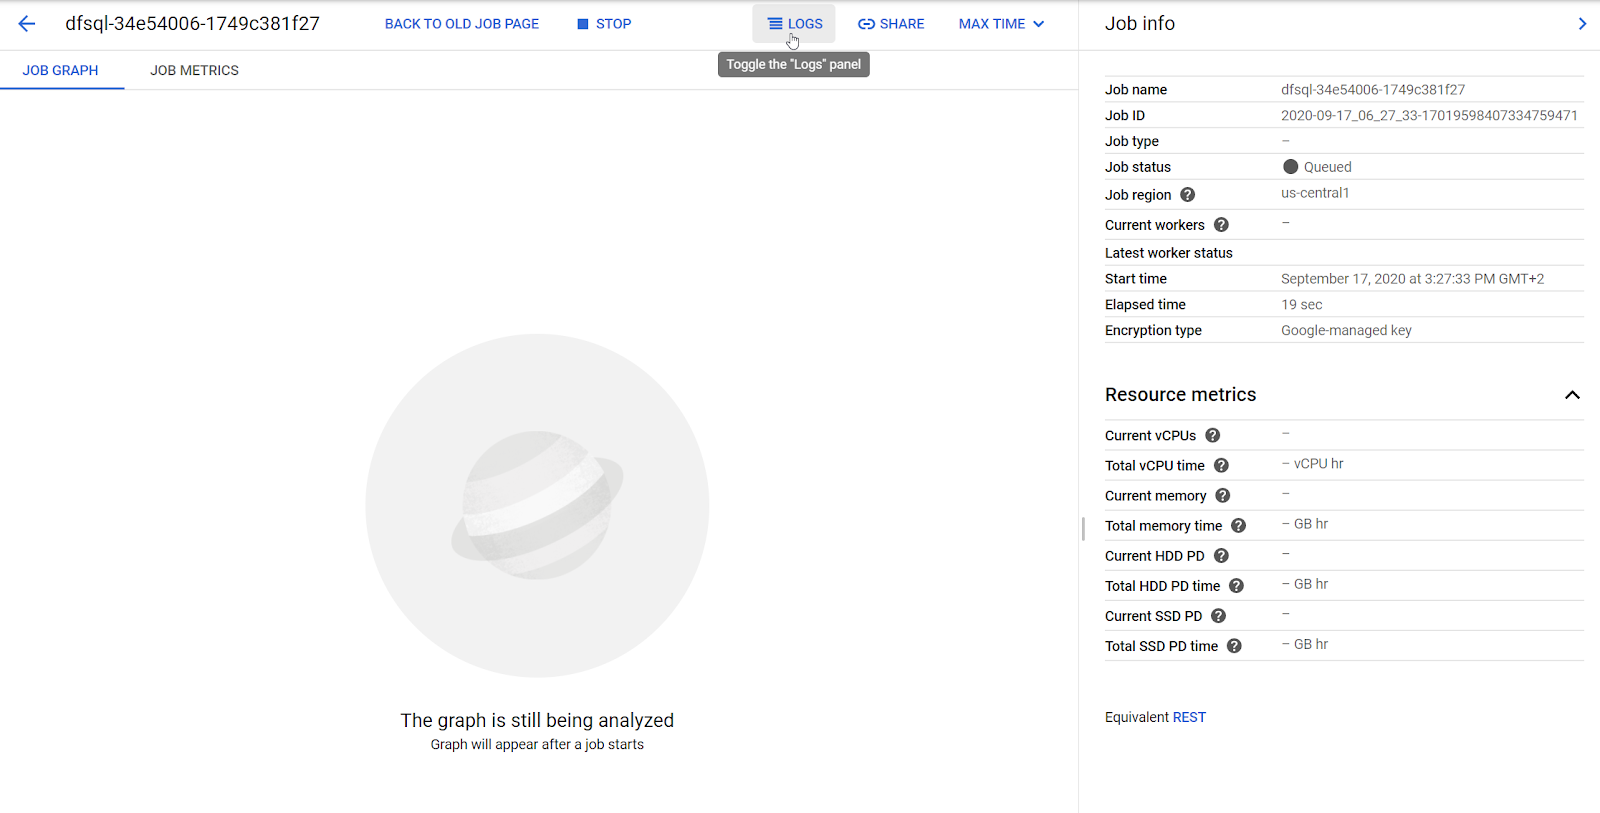 dfsql-34e54006-1749c381f27 BACK TO OLD JOB PAGE STOP LOGS SHARE MAX TIME
Toggle the "Logs" panel
JOB GRAPH JOB METRICS
The graph is still being analyzed
Graph will appear after a job starts
Job info
Job name dfsql-34e54006-1749c381f27
Job ID 2020-09-17_06_27_33-17019598407334759471
Job type –
Job status Queued
Job region ? us-central1
Current workers ? –
Latest worker status
Start time September 17, 2020 at 3:27:33 PM GMT+2
Elapsed time 19 sec
Encryption type Google-managed key
Resource metrics
Current vCPUs ? –
Total vCPU time ? – vCPU hr
Current memory ? –
Total memory time ? – GB hr
Current HDD PD ? –
Total HDD PD time ? – GB hr
Current SSD PD ? –
Total SSD PD time ? – GB hr
Equivalent REST